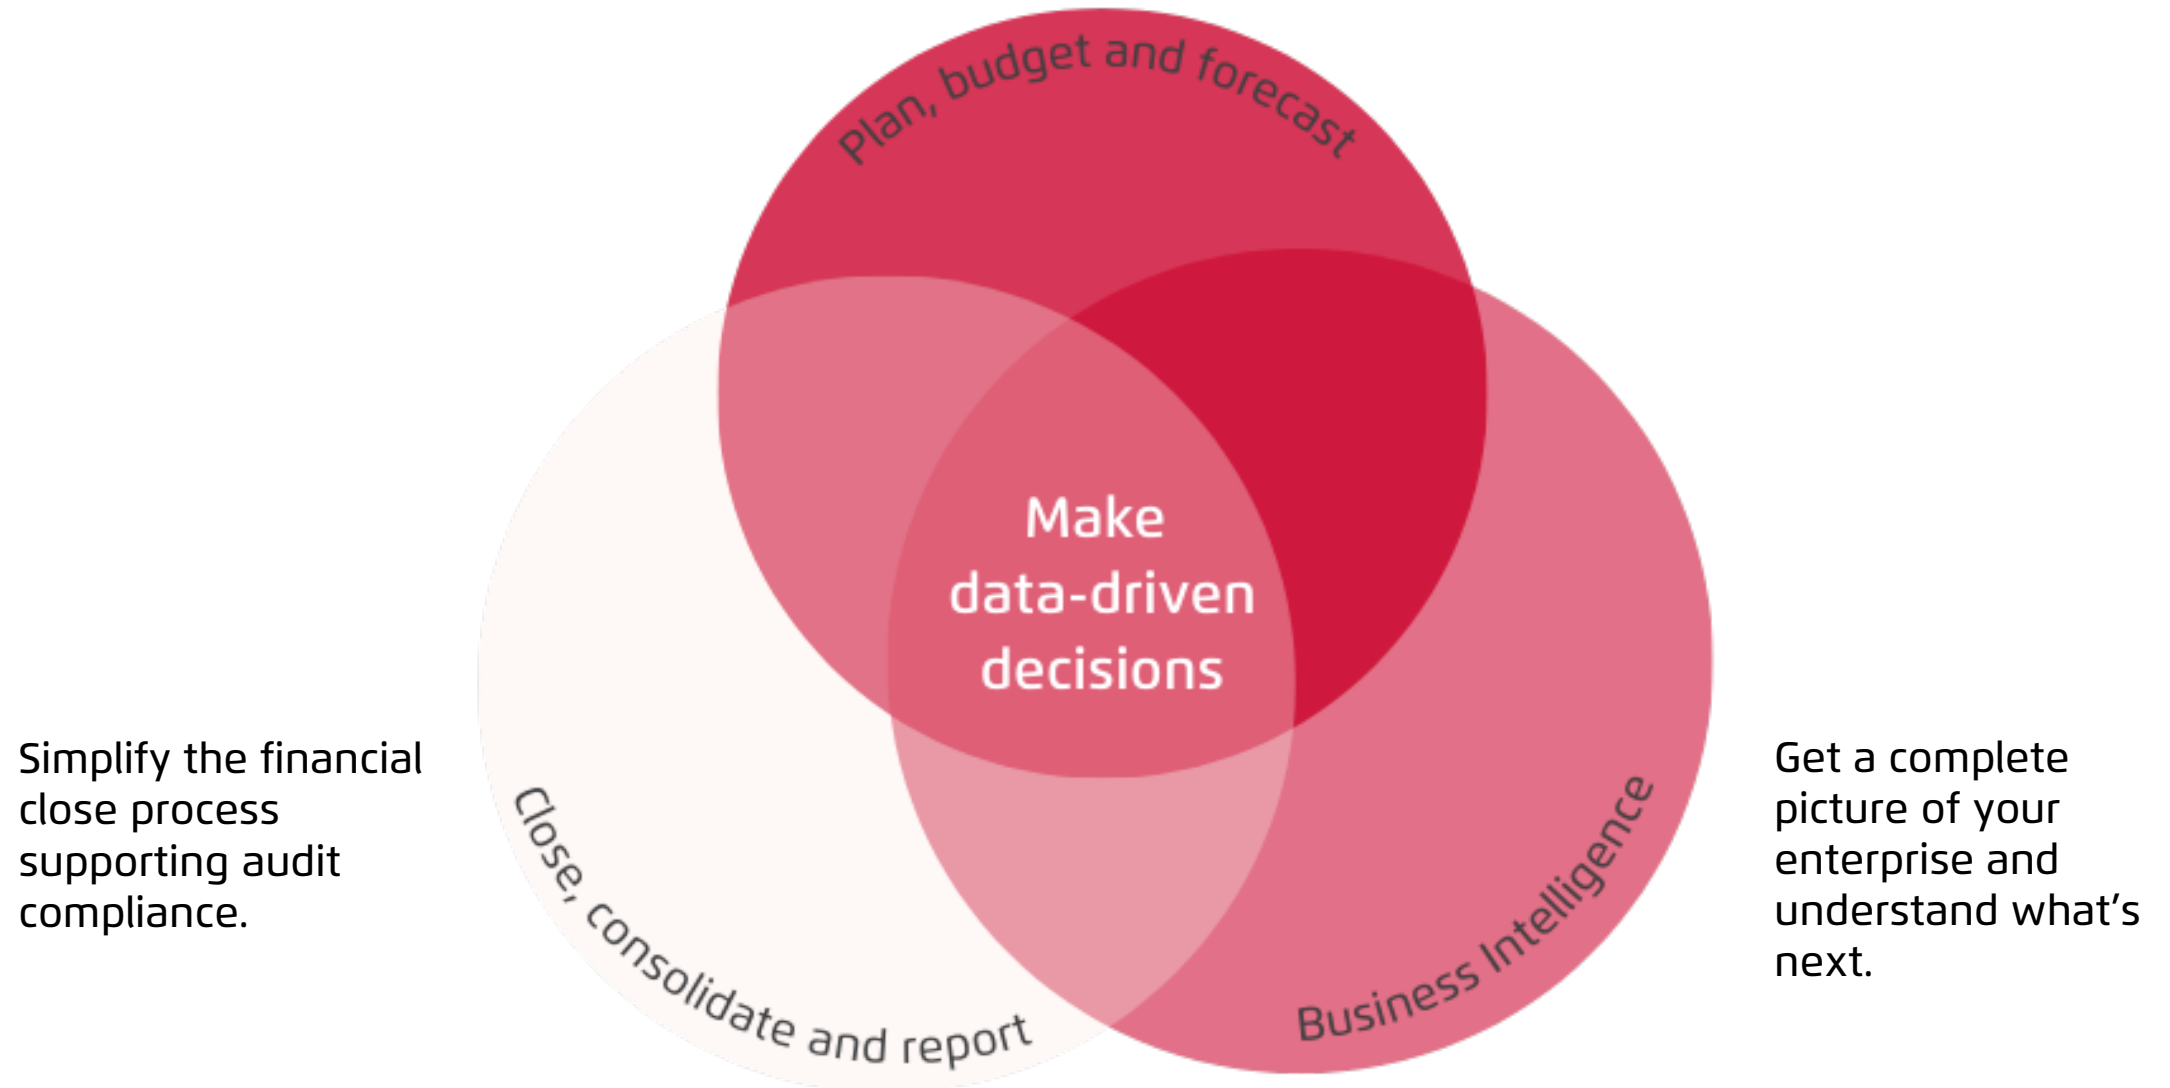 Plan, budget and forecast
Make
data-driven
decisions
Simplify the financial
close process
supporting audit
compliance.
Close, consolidate and report
Business Intelligence
Get a complete
picture of your
enterprise and
understand what’s
next.